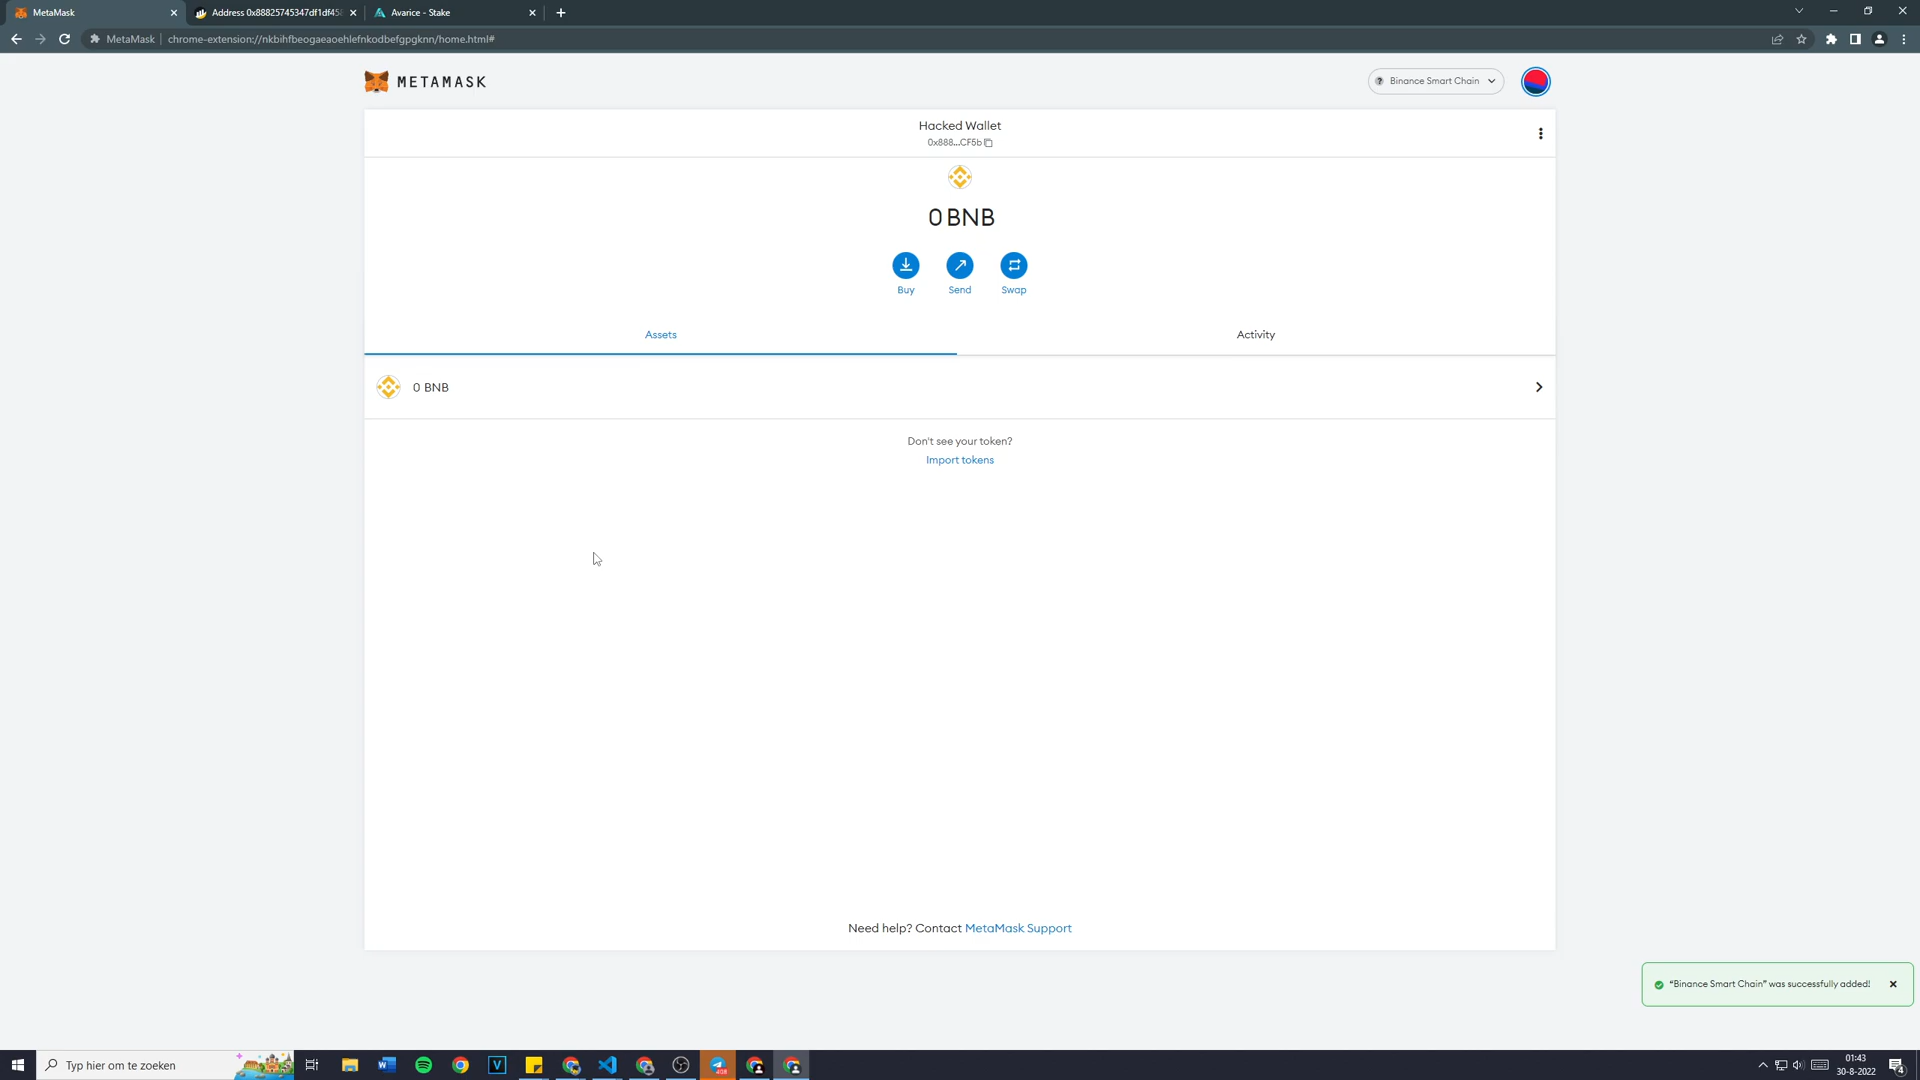 MetaMask
Address 0x88825745347df1df458
Avarice - Stake
MetaMask
chrome-extension://nkbihfbeogaeaoehlefnkodbefgpgknn/home.html#
METAMASK
Binance Smart Chain
Hacked Wallet
0x888...CF5b
0 BNB
Buy
Send
Swap
Assets
Activity
0 BNB
Don't see your token?
Import tokens
Need help? Contact MetaMask Support
“Binance Smart Chain” was successfully added!
Typ hier om te zoeken
01:43
30-8-2022